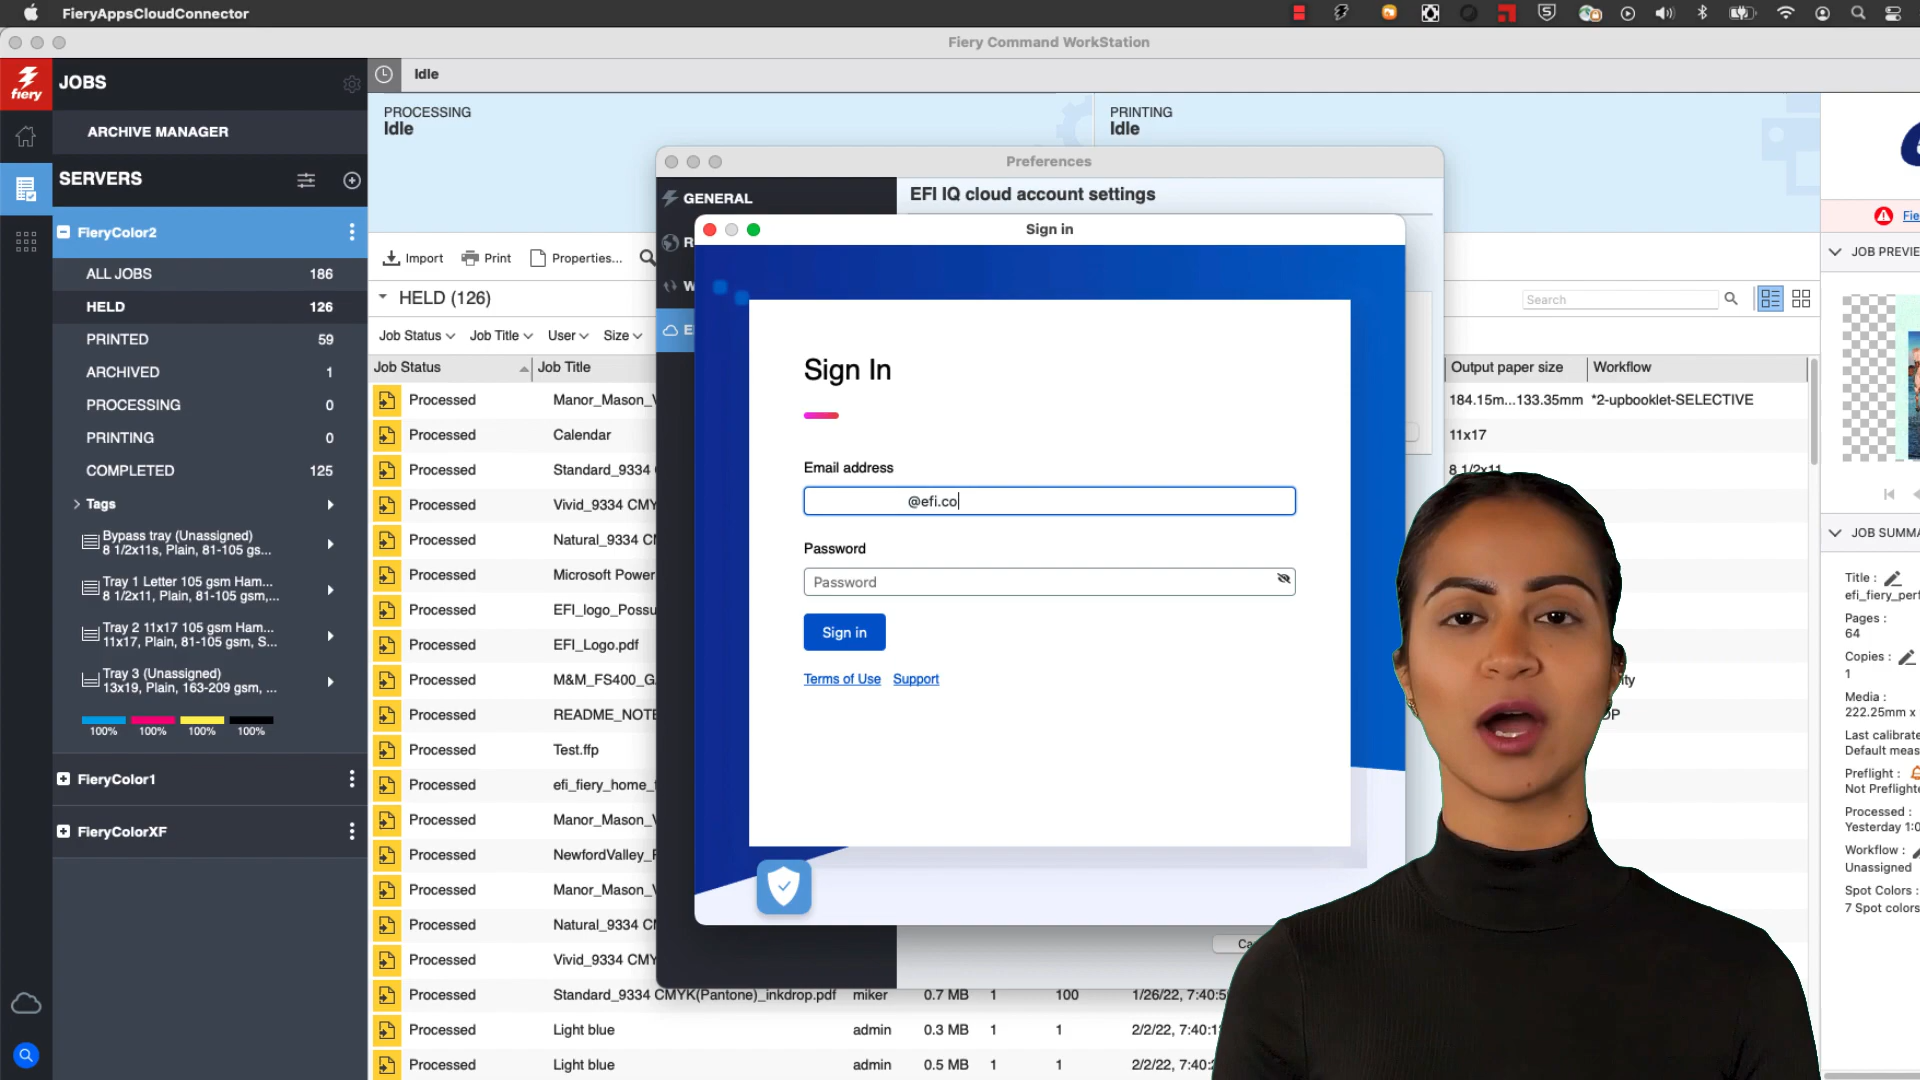 FieryAppsCloudConnector
Fiery Command WorkStation
fiery
JOBS
Idle
ARCHIVE MANAGER
PROCESSING
Idle
PRINTING
Idle
SERVERS
Preferences
GENERAL
EFI IQ cloud account settings
Fie
FieryColor2
Sign in
Import
Print
Properties...
JOB PREVIE
ALL JOBS 186
HELD 126
PRINTED 59
ARCHIVED 1
PROCESSING 0
PRINTING 0
COMPLETED 125
Tags
Bypass tray (Unassigned)
8 1/2x11s, Plain, 81-105 gs...
Tray 1 Letter 105 gsm Ham...
8 1/2x11, Plain, 81-105 gsm,...
Tray 2 11x17 105 gsm Ham...
11x17, Plain, 81-105 gsm, S...
Tray 3 (Unassigned)
13x19, Plain, 163-209 gsm, ...
100% 100% 100% 100%
FieryColor1
FieryColorXF
HELD (126)
Search
Job Status Job Title User Size
Job Status Job Title
Output paper size Workflow
Processed Manor_Mason_V
184.15m...133.35mm *2-upbooklet-SELECTIVE
Processed Calendar
11x17
Processed Standard_9334 C
8 1/2x11
Processed Vivid_9334 CMY
Processed Natural_9334 C
Processed Microsoft Power
Processed EFI_logo_Possu
Processed EFI_Logo.pdf
Processed M&M_FS400_G
Processed README_NOTE
Processed Test.ffp
Processed efi_fiery_home_
Processed Manor_Mason_V
Processed NewfordValley_F
Processed Manor_Mason_V
Processed Natural_9334 C
Processed Vivid_9334 CM
Processed Standard_9334 CMYK(Pantone)_inkdrop.pdf miker 0.7 MB 1 100 1/26/22, 7:40:5
Processed Light blue admin 0.3 MB 1 1 2/2/22, 7:40:1
Processed Light blue admin 0.5 MB 1 1 2/2/22, 7:40:2
Sign In
Email address
@efi.co
Password
Password
Sign in
Terms of Use Support
Ca
JOB SUMMA
Title :
efi_fiery_perf
Pages :
64
Copies :
1
Media :
222.25mm x
Last calibrate
Default meas
Preflight :
Not Preflighte
Processed :
Yesterday 1:0
Workflow :
Unassigned
Spot Colors :
7 Spot colors